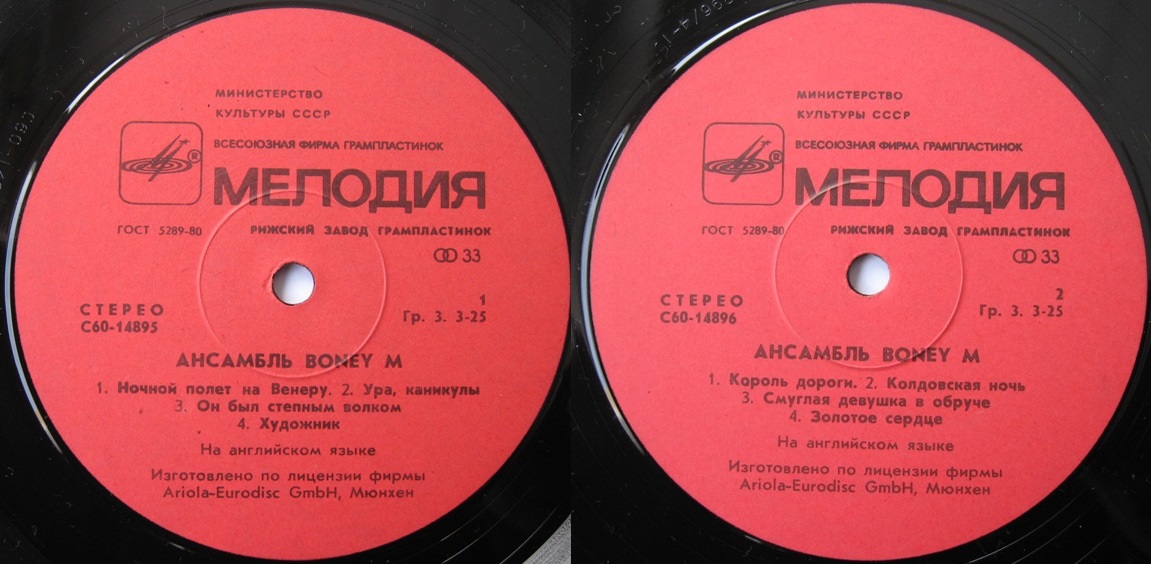 МИНИСТЕРСТВО
КУЛЬТУРЫ СССР
ВСЕСОЮЗНАЯ ФИРМА ГРАМПЛАСТИНОК
®
МЕЛОДИЯ
ГОСТ 5289-80
РИЖСКИЙ ЗАВОД ГРАМПЛАСТИНОК
33
СТЕРЕО
С60-14895
1
Гр. 3. 3-25
АНСАМБЛЬ BONEY M
1. Ночной полет на Венеру. 2. Ура, каникулы
3. Он был степным волком
4. Художник
На английском языке
Изготовлено по лицензии фирмы
Ariola-Eurodisc GmbH, Мюнхен
МИНИСТЕРСТВО
КУЛЬТУРЫ СССР
ВСЕСОЮЗНАЯ ФИРМА ГРАМПЛАСТИНОК
®
МЕЛОДИЯ
ГОСТ 5289-80
РИЖСКИЙ ЗАВОД ГРАМПЛАСТИНОК
33
СТЕРЕО
С60-14896
2
Гр. 3. 3-25
АНСАМБЛЬ BONEY M
1. Король дороги. 2. Колдовская ночь
3. Смуглая девушка в обруче
4. Золотое сердце
На английском языке
Изготовлено по лицензии фирмы
Ariola-Eurodisc GmbH, Мюнхен